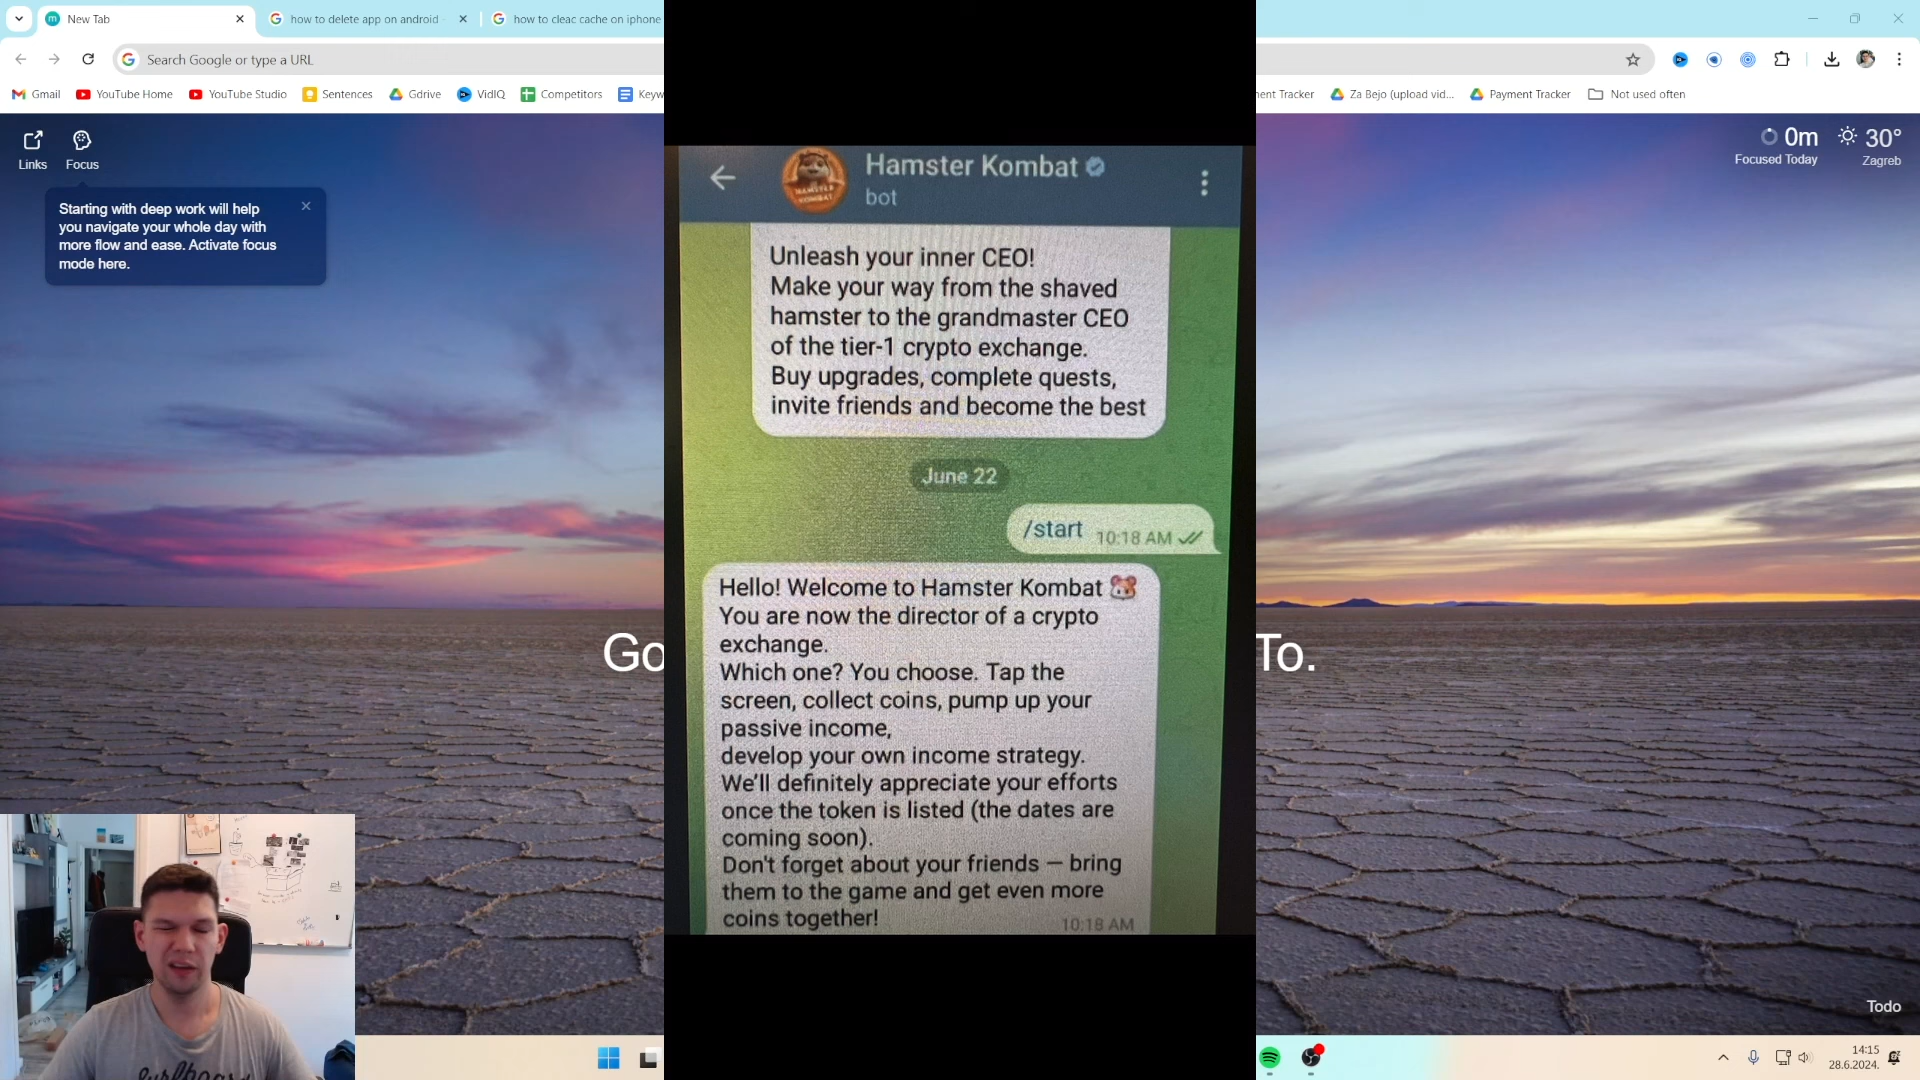 New Tab
how to delete app on android
how to cleac cache on iphone
Search Google or type a URL
Gmail
YouTube Home
YouTube Studio
Sentences
Gdrive
VidIQ
Competitors
Keyw
ent Tracker
Za Bejo (upload vid...
Payment Tracker
Not used often
Links
Focus
Starting with deep work will help
you navigate your whole day with
more flow and ease. Activate focus
mode here.
0m
Focused Today
30°
Zagreb
Hamster Kombat
bot
HAMSTER
KOMBAT
Unleash your inner CEO!
Make your way from the shaved
hamster to the grandmaster CEO
of the tier-1 crypto exchange.
Buy upgrades, complete quests,
invite friends and become the best
June 22
/start 10:18 AM
Hello! Welcome to Hamster Kombat 🐹
You are now the director of a crypto
exchange.
Which one? You choose. Tap the
screen, collect coins, pump up your
passive income,
develop your own income strategy.
We'll definitely appreciate your efforts
once the token is listed (the dates are
coming soon).
Don't forget about your friends — bring
them to the game and get even more
coins together!
10:18 AM
Go
To.
Todo
14:15
28.6.2024.